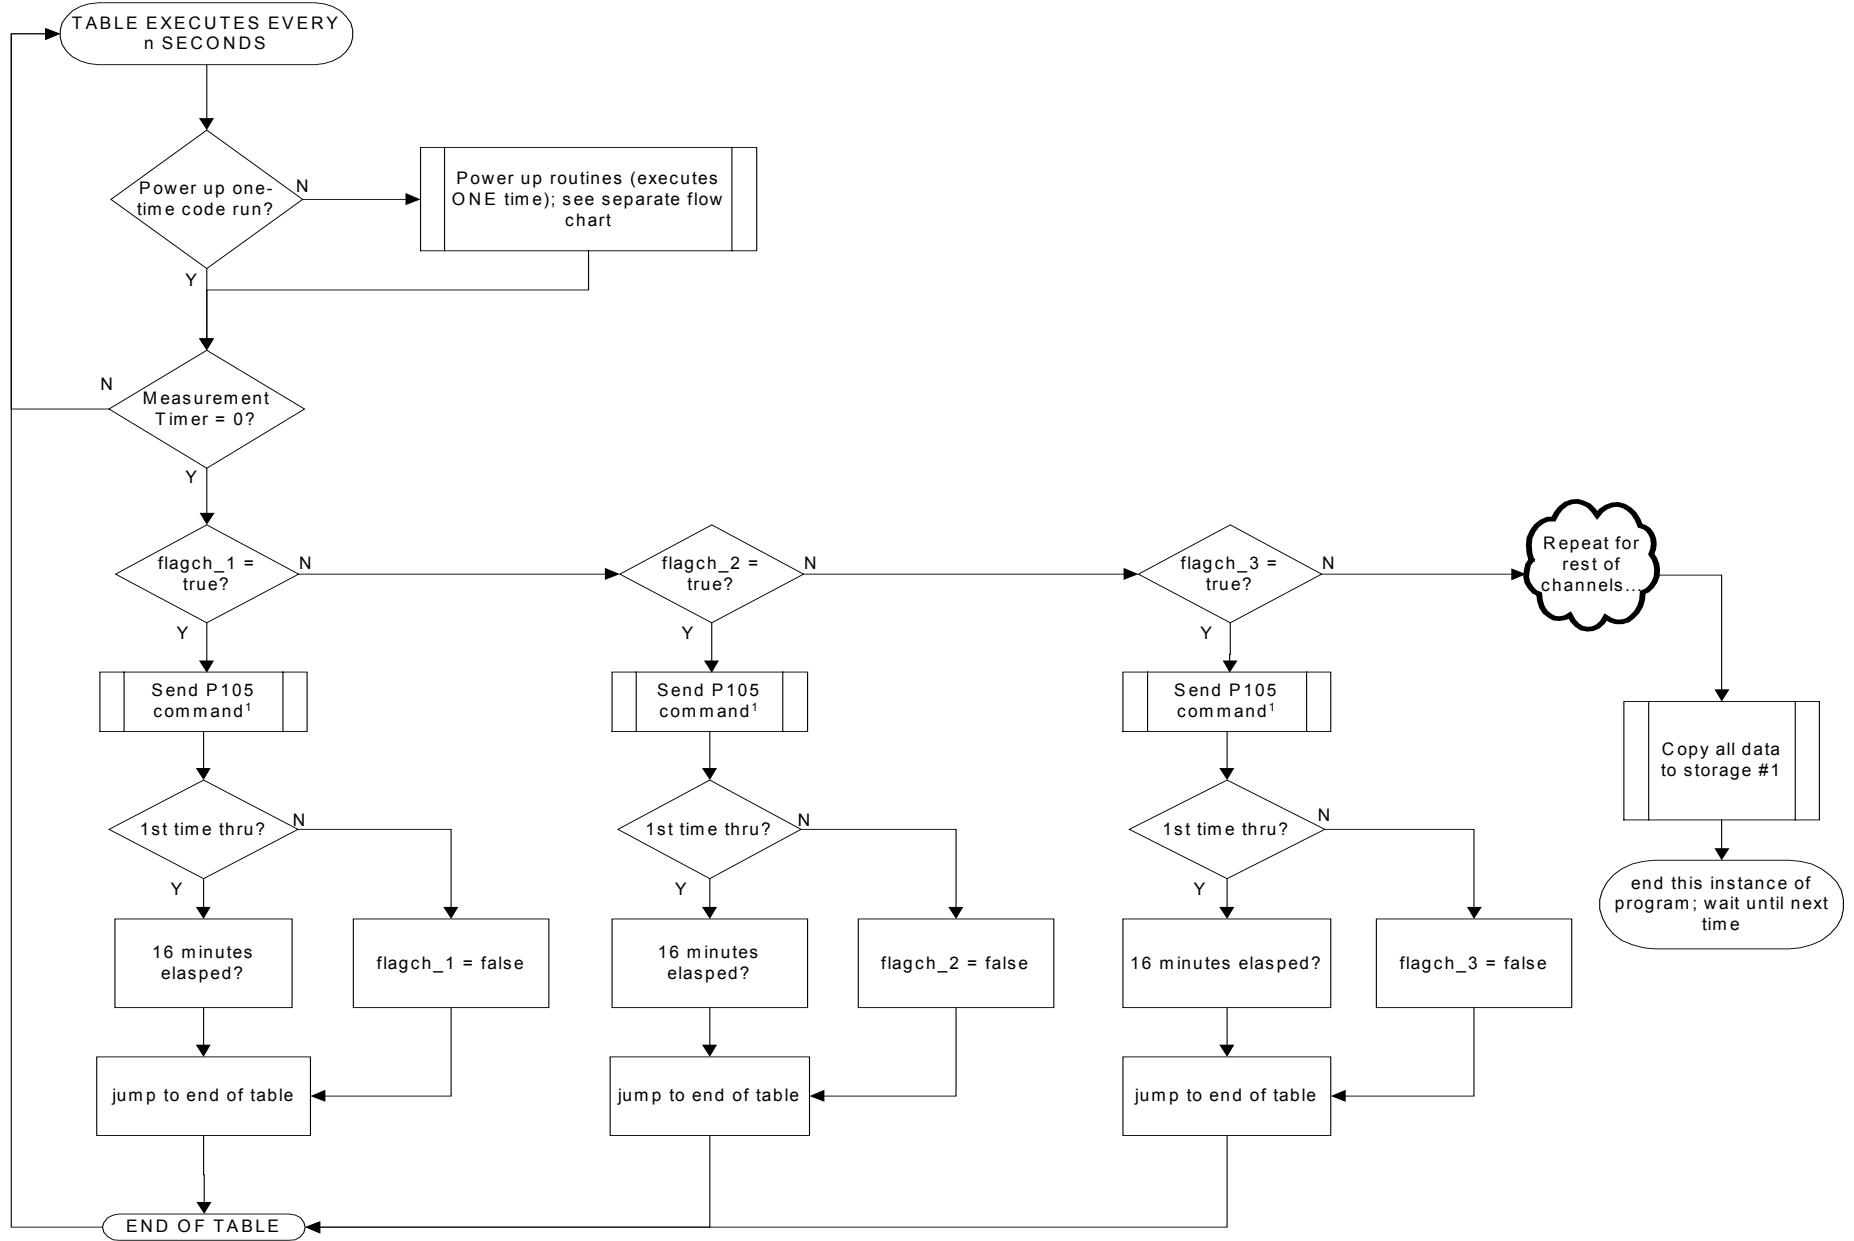 TABLE EXECUTES EVERY
n SECONDS
Power up one-
time code run?
N
Power up routines (executes
ONE time); see separate flow
chart
Y
N
Measurement
Timer = 0?
Y
flagch_1 =
true?
N
flagch_2 =
true?
N
flagch_3 =
true?
N
Repeat for
rest of
channels...
Y
Y
Y
Send P105
command¹
Send P105
command¹
Send P105
command¹
Copy all data
to storage #1
1st time thru?
N
1st time thru?
N
1st time thru?
N
Y
Y
Y
end this instance of
program; wait until next
time
16 minutes
elasped?
flagch_1 = false
16 minutes
elasped?
flagch_2 = false
16 minutes elasped?
flagch_3 = false
jump to end of table
jump to end of table
jump to end of table
END OF TABLE